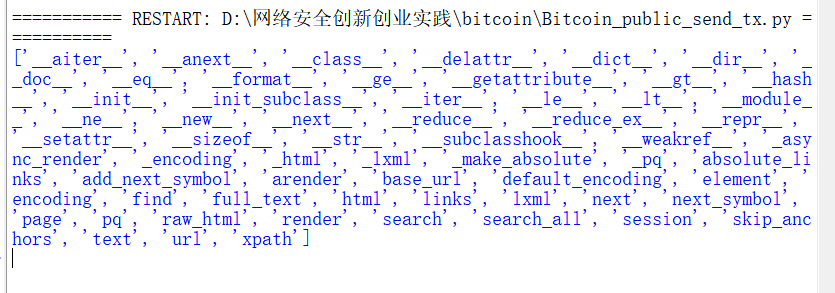 =========== RESTART: D:\网络安全创新创业实践\bitcoin\Bitcoin_public_send_tx.py =
==========
['__aiter__', '__anext__', '__class__', '__delattr__', '__dict__', '__dir__', '_
_doc__', '__eq__', '__format__', '__ge__', '__getattribute__', '__gt__', '__hash
__', '__init__', '__init_subclass__', '__iter__', '__le__', '__lt__', '__module_
_', '__ne__', '__new__', '__next__', '__reduce__', '__reduce_ex__', '__repr__',
'__setattr__', '__sizeof__', '__str__', '__subclasshook__', '__weakref__', '_asy
nc_render', '_encoding', '_html', '_lxml', '_make_absolute', '_pq', 'absolute_li
nks', 'add_next_symbol', 'arender', 'base_url', 'default_encoding', 'element', '
encoding', 'find', 'full_text', 'html', 'links', 'lxml', 'next', 'next_symbol',
'page', 'pq', 'raw_html', 'render', 'search', 'search_all', 'session', 'skip_anc
hors', 'text', 'url', 'xpath']